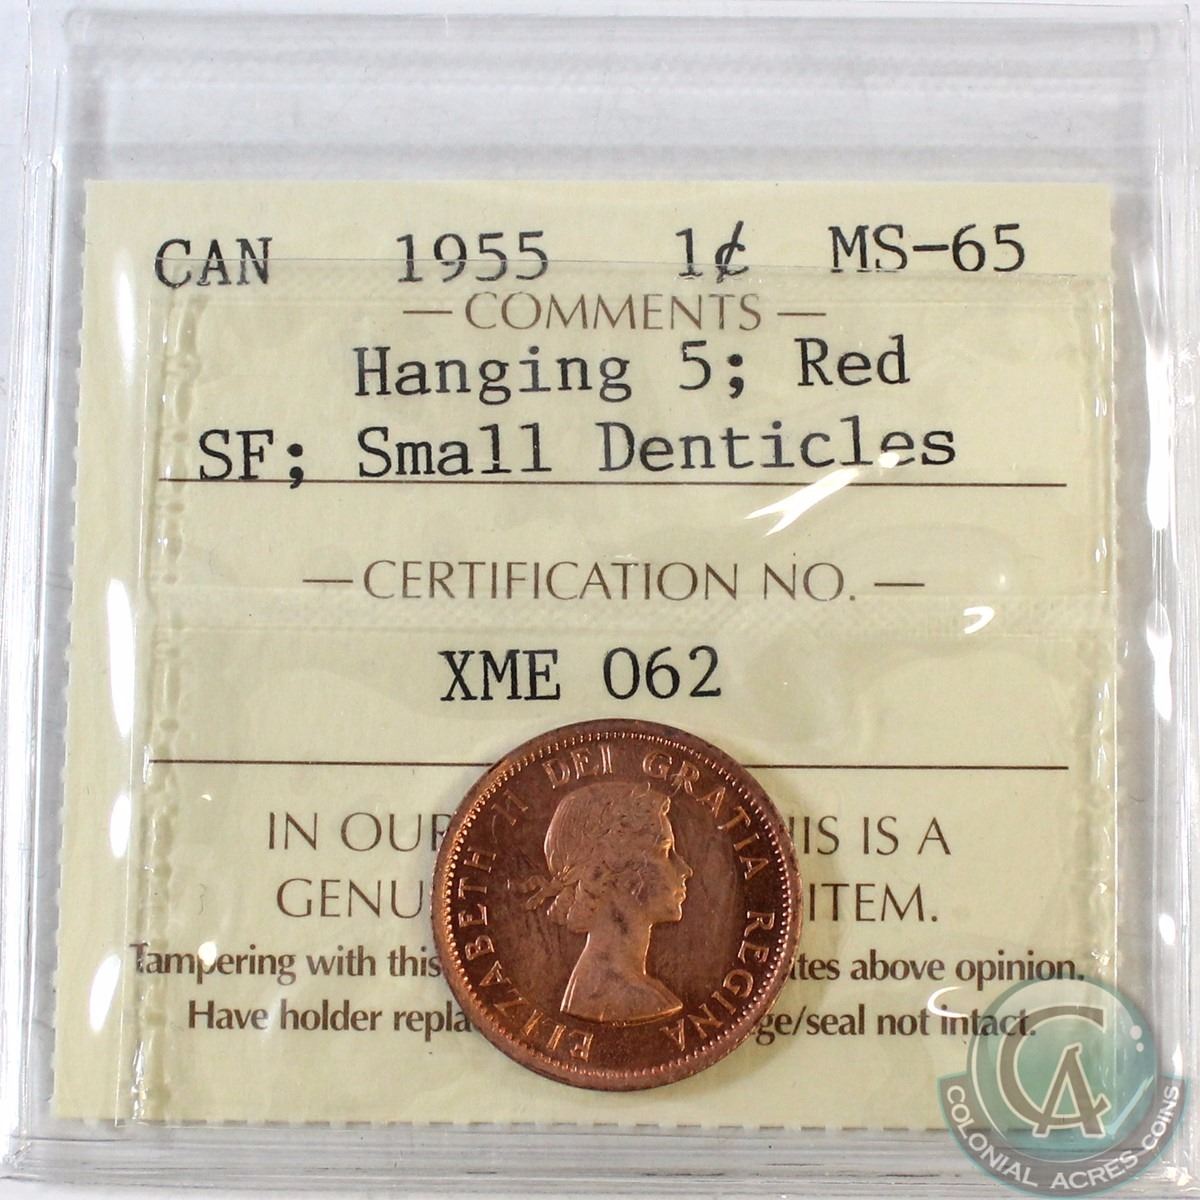 CAN 1955 1¢ MS-65
— COMMENTS —
Hanging 5; Red
SF; Small Denticles
— CERTIFICATION NO. —
XME 062
IN OUR IS IS A
GENU ITEM.
Tampering with this tes above opinion.
Have holder repla ge/seal not intact.
ELIZABETH II DEI GRATIA REGINA
CA
COLONIAL ACRES COINS